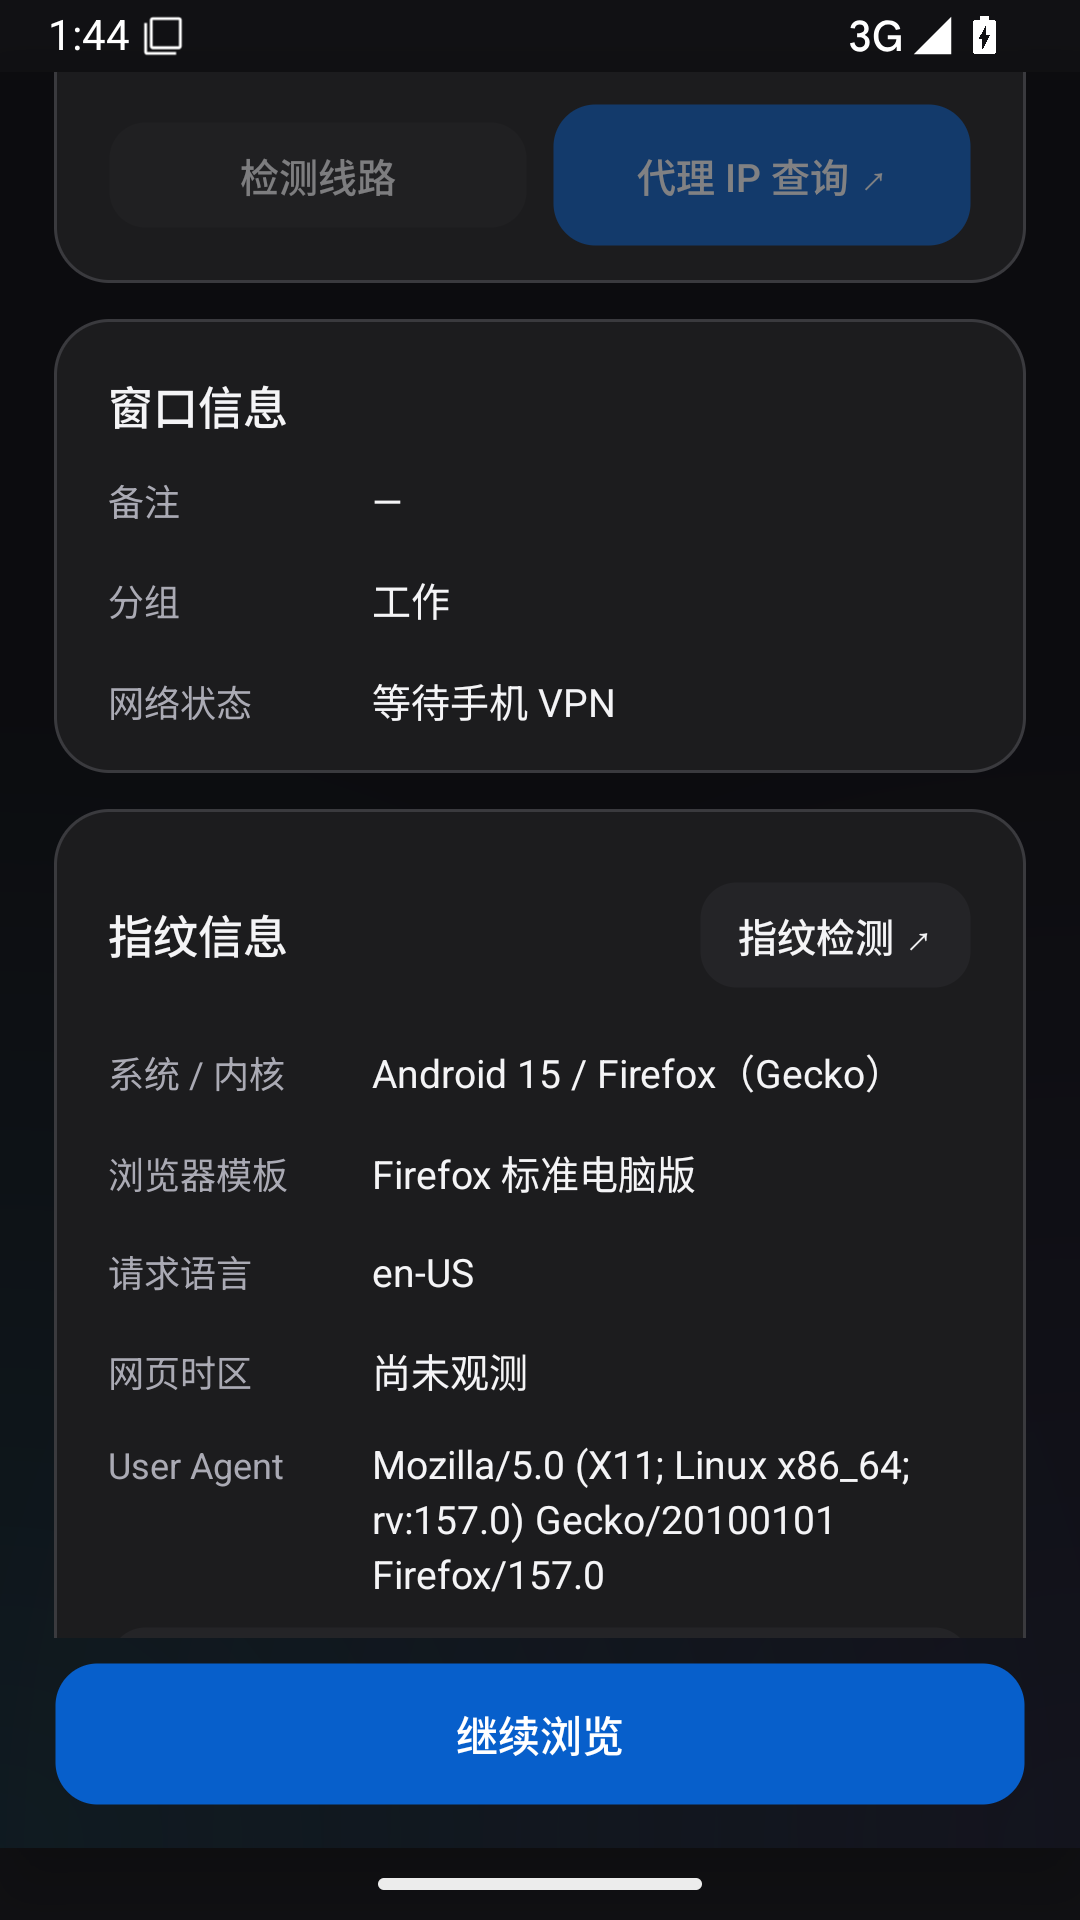 1:44 3G
检测线路 代理 IP 查询 ↗
窗口信息
备注 —
分组 工作
网络状态 等待手机 VPN
指纹信息 指纹检测 ↗
系统 / 内核 Android 15 / Firefox（Gecko）
浏览器模板 Firefox 标准电脑版
请求语言 en-US
网页时区 尚未观测
User Agent Mozilla/5.0 (X11; Linux x86_64;
rv:157.0) Gecko/20100101
Firefox/157.0
继续浏览